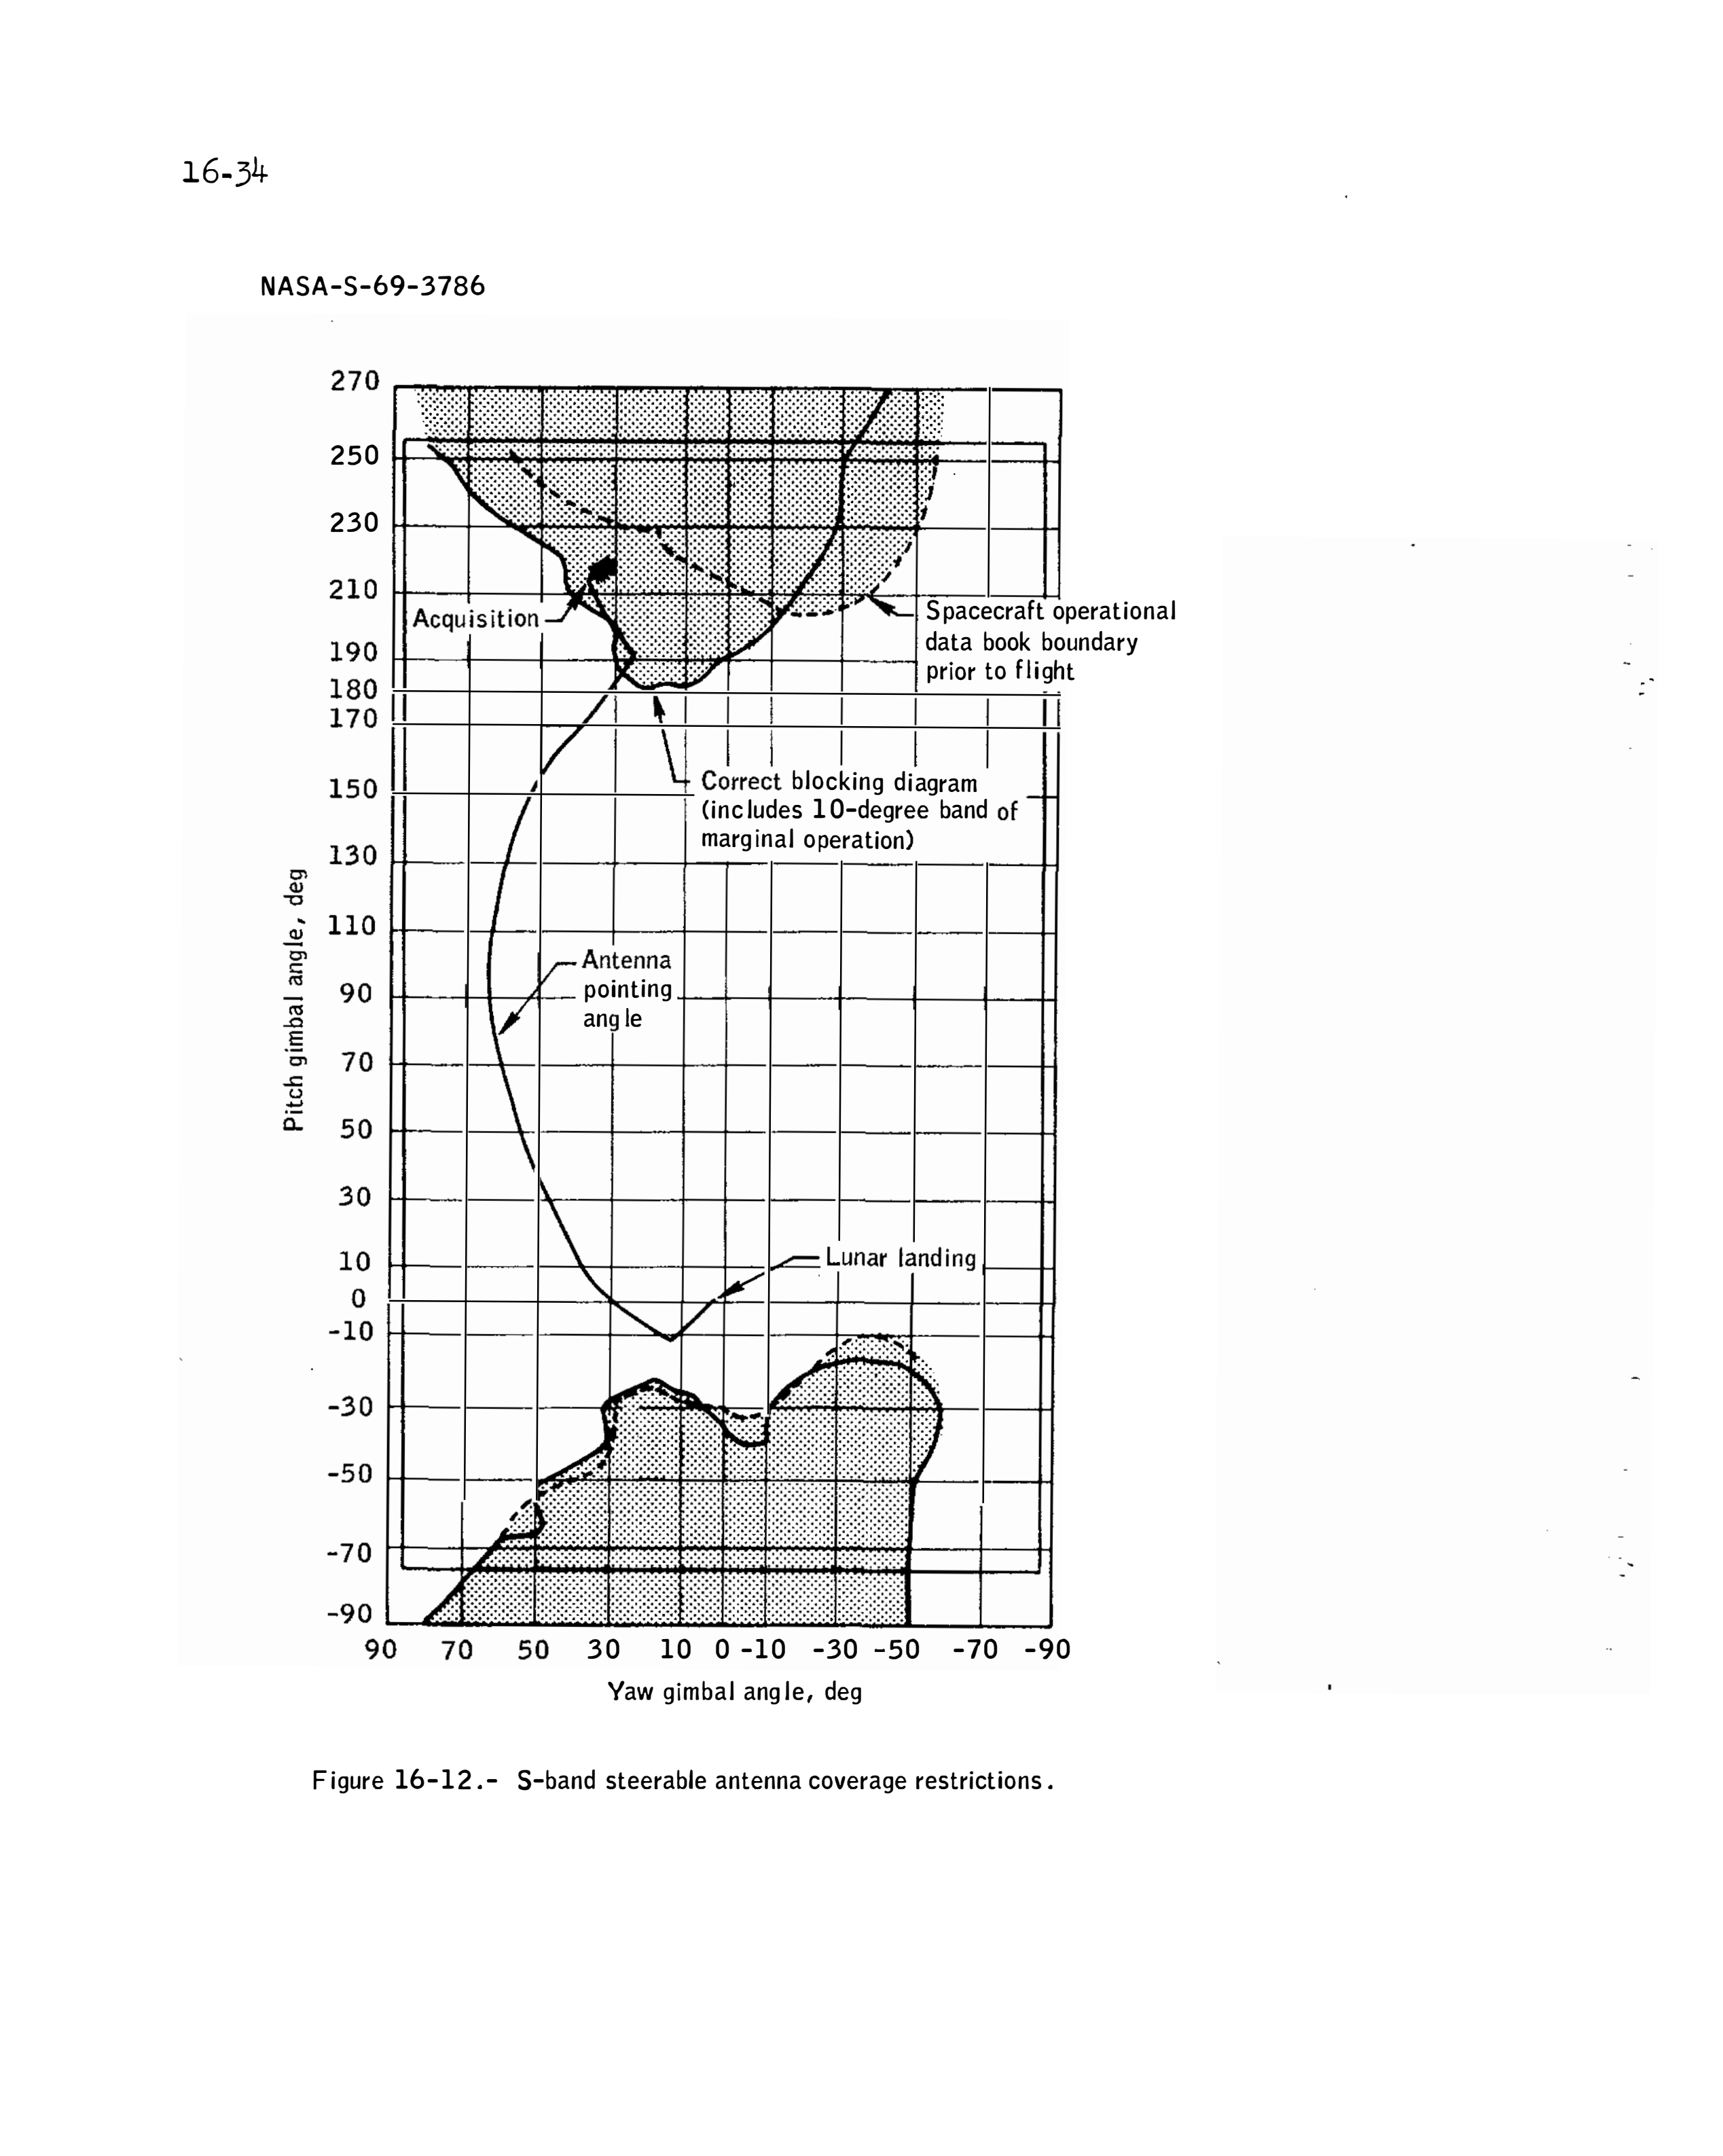 16-34
NASA-S-69-3786
270
250
230
210
190
180
170
150
130
110
90
70
50
30
10
0
-10
-30
-50
-70
-90
Pitch gimbal angle, deg
Acquisition
Spacecraft operational
data book boundary
prior to flight
Correct blocking diagram
(includes 10-degree band of
marginal operation)
Antenna
pointing
angle
Lunar landing
90 70 50 30 10 0 -10 -30 -50 -70 -90
Yaw gimbal angle, deg
Figure 16-12.- S-band steerable antenna coverage restrictions.